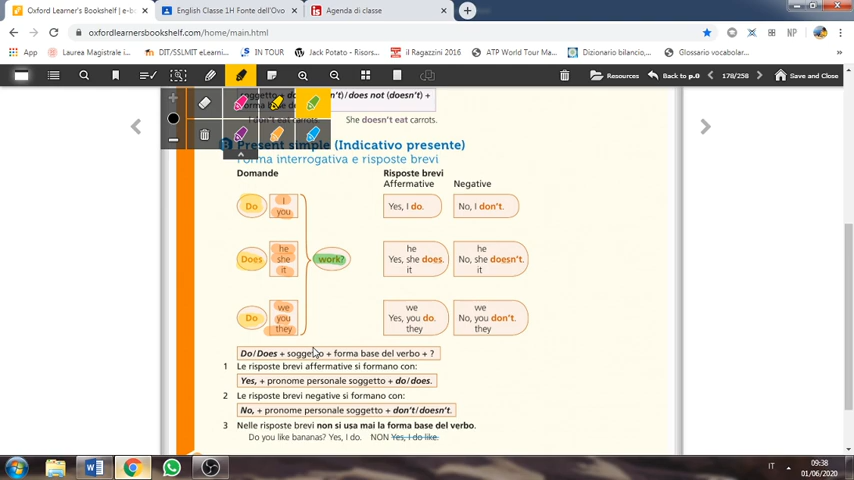 Oxford Learner's Bookshelf | e-b
English Classe 1H Fonte dell'Ovo
Agenda di classe
oxfordlearnersbookshelf.com/home/main.html
App
Laurea Magistrale i...
DIT/SSLMIT eLearni...
IN TOUR
Jack Potato - Risors...
il Ragazzini 2016
ATP World Tour Ma...
Dizionario bilancio,...
Glossario vocabolar...
Resources
Back to p.0
178/258
Save and Close
't)/does not (doesn't) +
forma base d
I don't eat carrots. She doesn't eat carrots.
B Present simple (Indicativo presente)
Forma interrogativa e risposte brevi
Domande
Risposte brevi
Affermative Negative
Do I you
Yes, I do. No, I don't.
Does he she it work?
he
Yes, she does.
it
he
No, she doesn't.
it
Do we you they
we
Yes, you do.
they
we
No, you don't.
they
Do/Does + soggetto + forma base del verbo + ?
1 Le risposte brevi affermative si formano con:
Yes, + pronome personale soggetto + do/does.
2 Le risposte brevi negative si formano con:
No, + pronome personale soggetto + don't/doesn't.
3 Nelle risposte brevi non si usa mai la forma base del verbo.
Do you like bananas? Yes, I do. NON Yes, I do like.
IT
09:38
01/06/2020